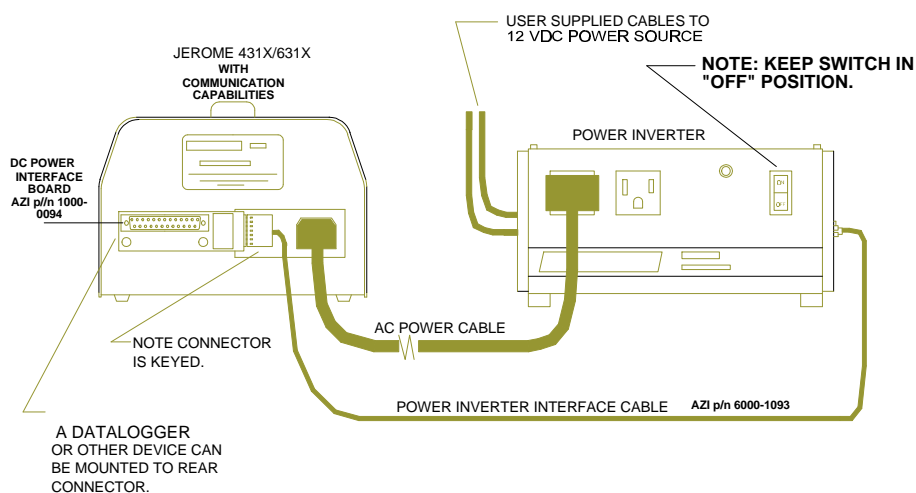 USER SUPPLIED CABLES TO
12 VDC POWER SOURCE
JEROME 431X/631X
WITH
COMMUNICATION
CAPABILITIES
NOTE: KEEP SWITCH IN
"OFF" POSITION.
POWER INVERTER
DC POWER
INTERFACE
BOARD
AZI p//n 1000-
0094
ON
OFF
NOTE CONNECTOR
IS KEYED.
AC POWER CABLE
POWER INVERTER INTERFACE CABLE
AZI p/n 6000-1093
A DATALOGGER
OR OTHER DEVICE CAN
BE MOUNTED TO REAR
CONNECTOR.